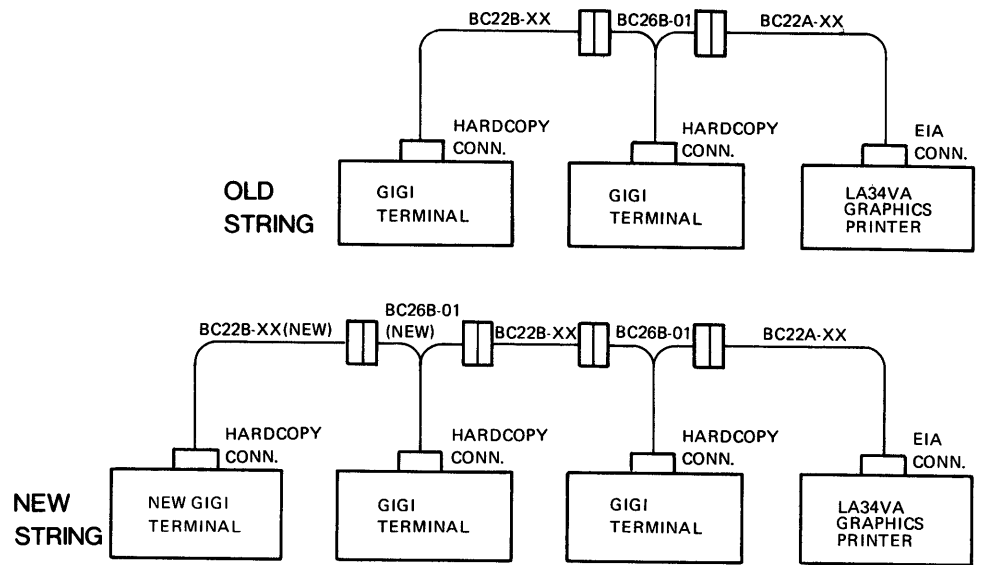 BC22B-XX BC26B-01 BC22A-XX
HARDCOPY
CONN.
HARDCOPY
CONN.
EIA
CONN.
OLD
STRING
GIGI
TERMINAL
GIGI
TERMINAL
LA34VA
GRAPHICS
PRINTER
BC22B-XX(NEW)
BC26B-01
(NEW)
BC22B-XX
BC26B-01
BC22A-XX
HARDCOPY
CONN.
HARDCOPY
CONN.
HARDCOPY
CONN.
EIA
CONN.
NEW
STRING
NEW GIGI
TERMINAL
GIGI
TERMINAL
GIGI
TERMINAL
LA34VA
GRAPHICS
PRINTER